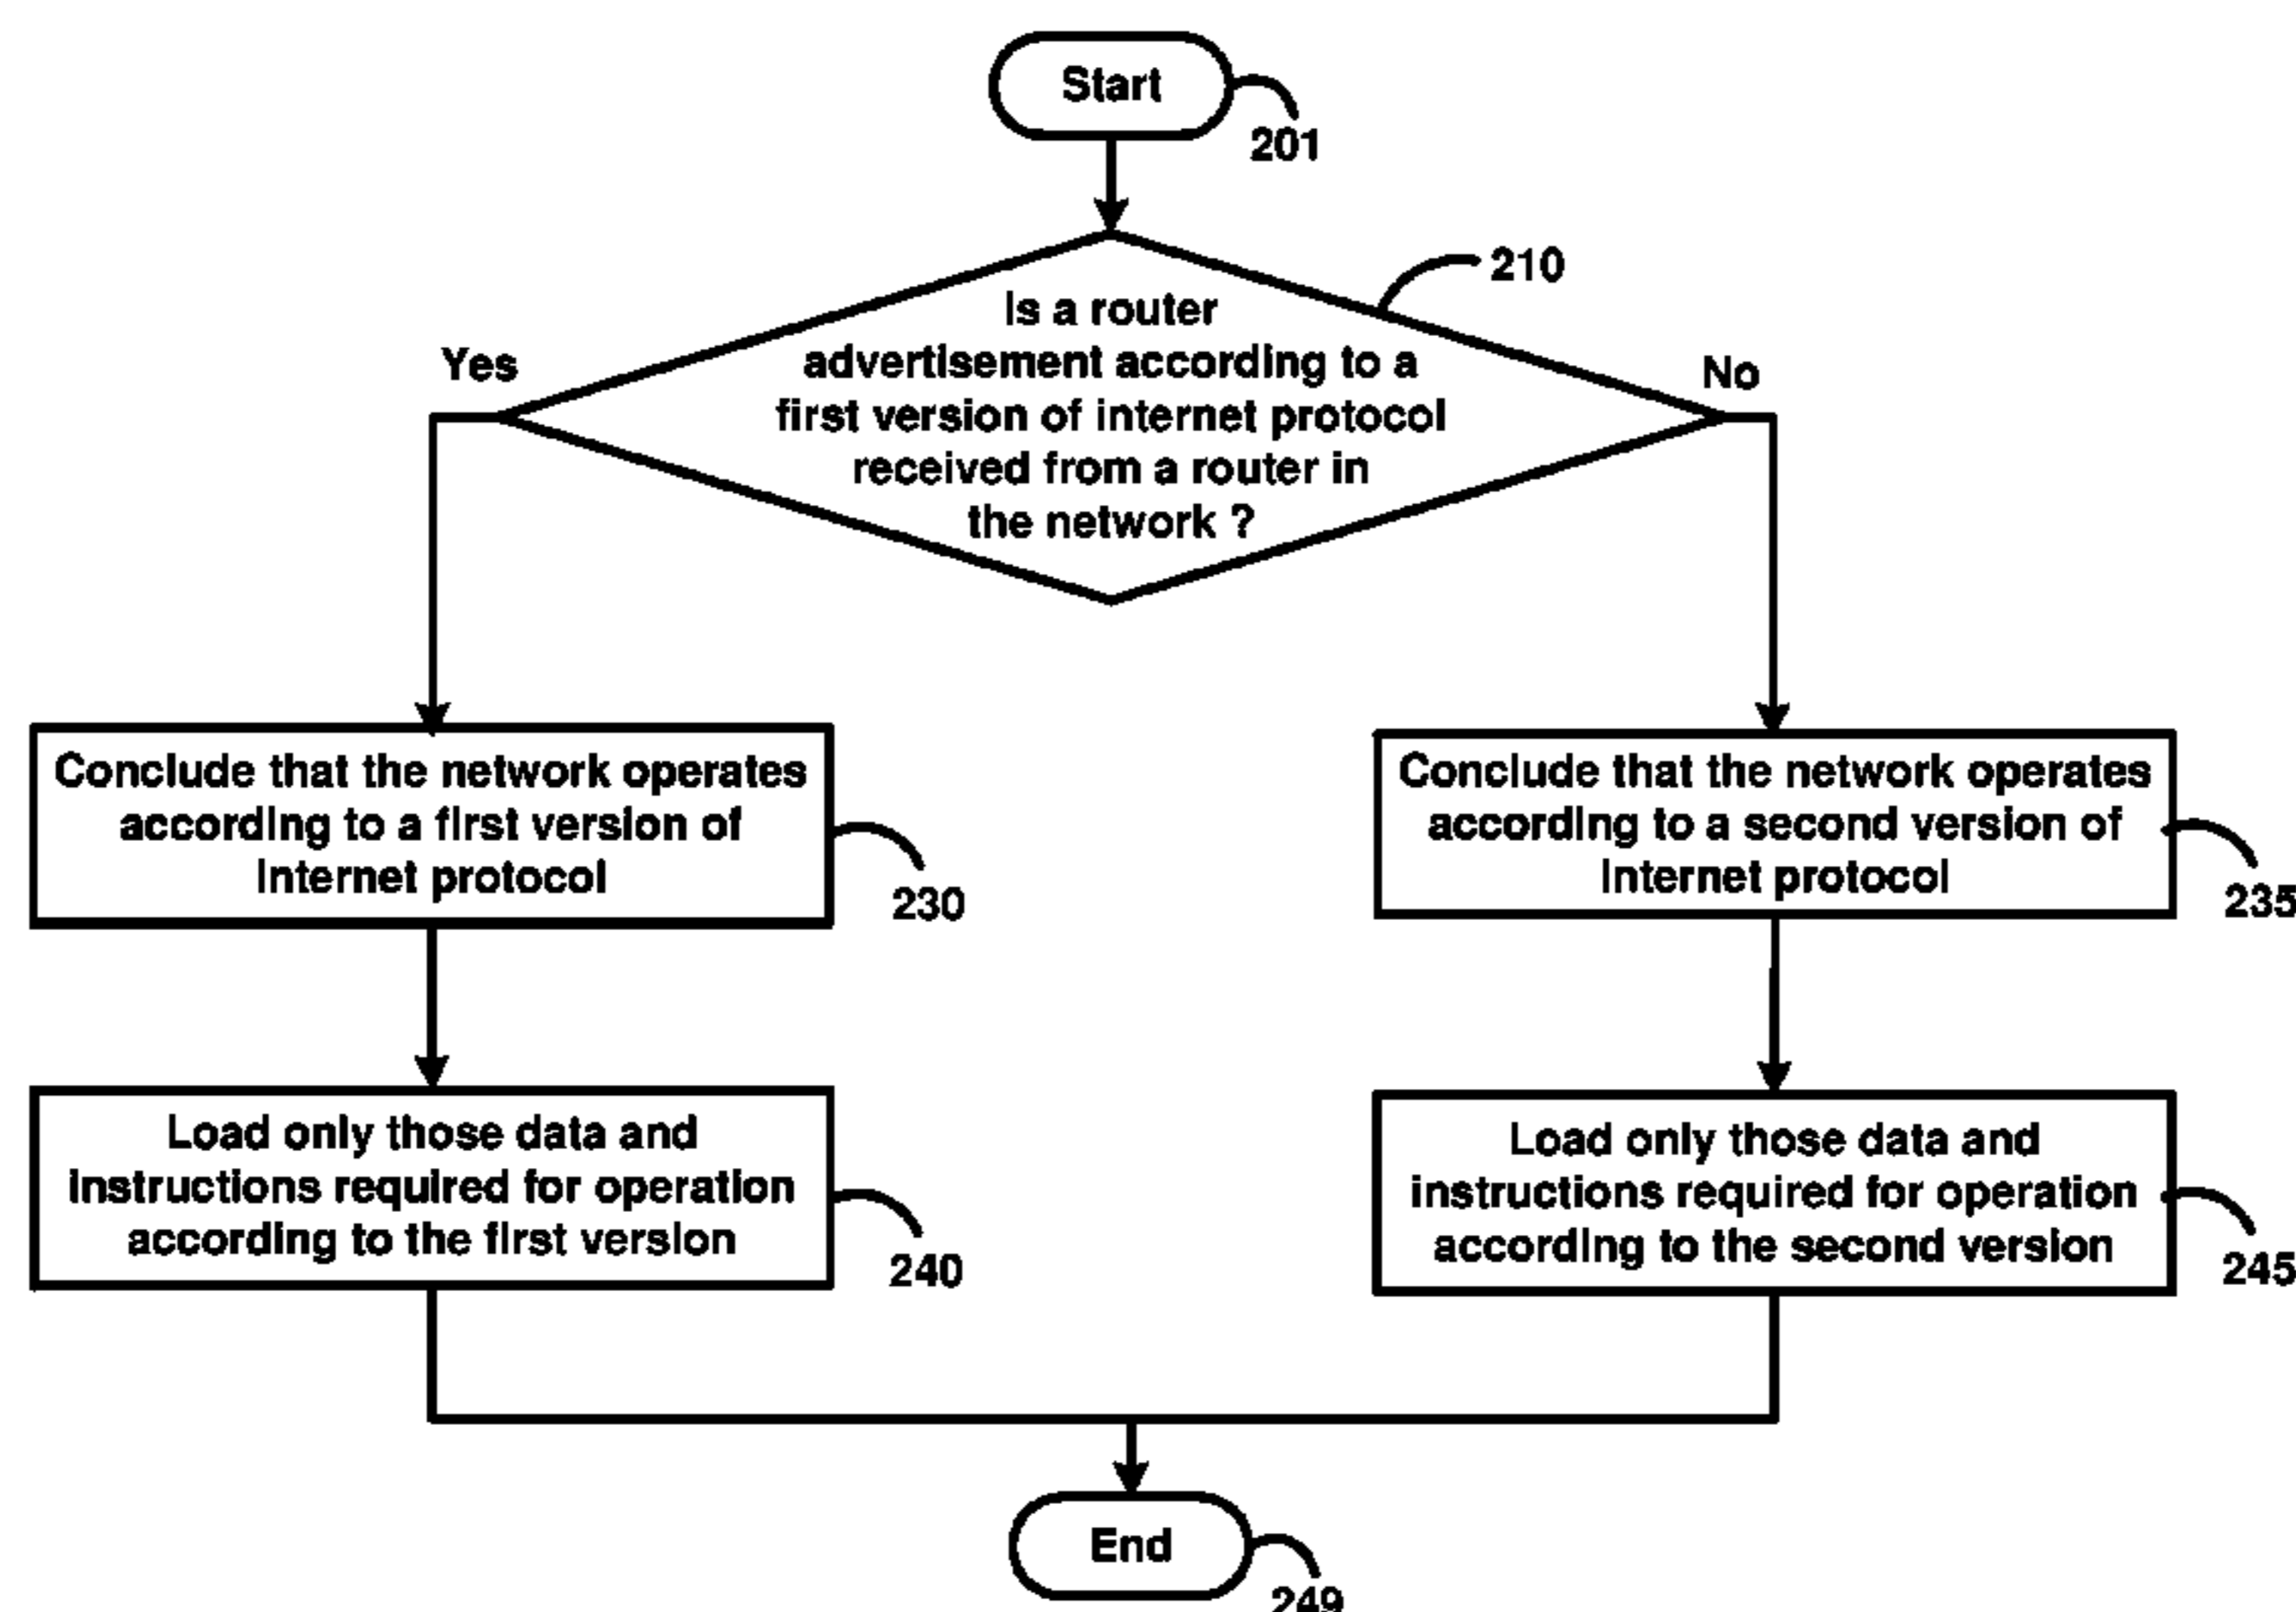 Start
201
210
Is a router
advertisement according to a
first version of internet protocol
received from a router in
the network ?
Yes
No
Conclude that the network operates
according to a first version of
Internet protocol
230
Conclude that the network operates
according to a second version of
Internet protocol
235
Load only those data and
instructions required for operation
according to the first version
240
Load only those data and
instructions required for operation
according to the second version
245
End
249